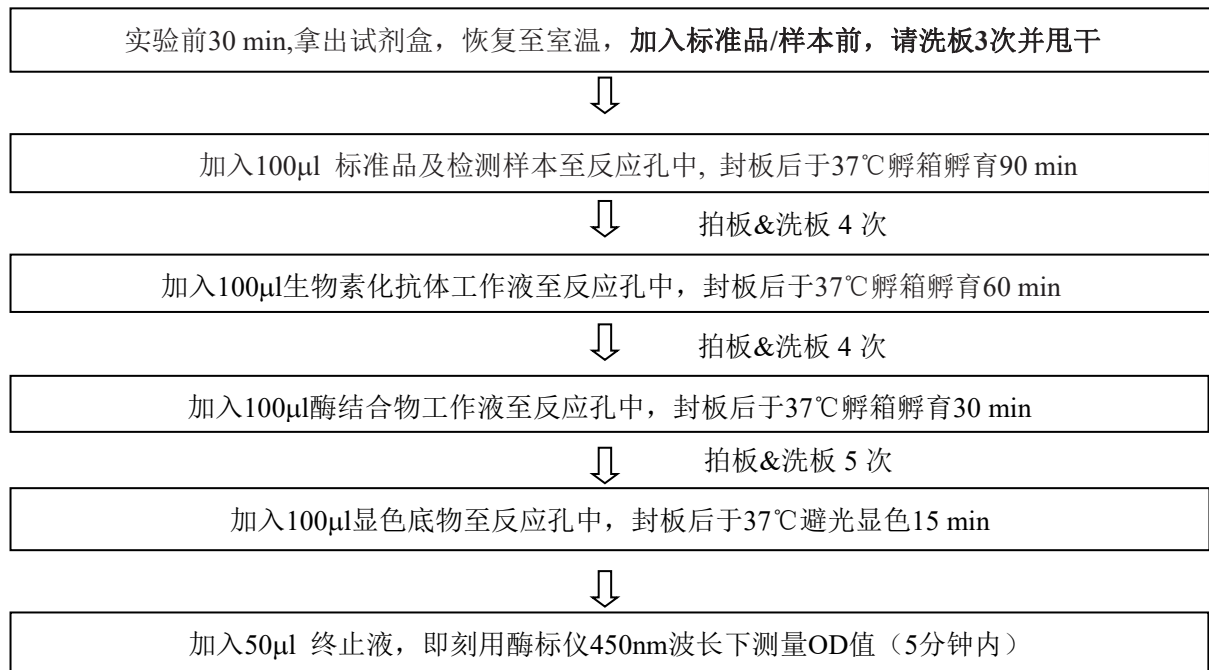 实验前30 min,拿出试剂盒，恢复至室温，加入标准品/样本前，请洗板3次并甩干
加入100μl 标准品及检测样本至反应孔中, 封板后于37℃孵箱孵育90 min
拍板&洗板 4 次
加入100μl生物素化抗体工作液至反应孔中，封板后于37℃孵箱孵育60 min
拍板&洗板 4 次
加入100μl酶结合物工作液至反应孔中，封板后于37℃孵箱孵育30 min
拍板&洗板 5 次
加入100μl显色底物至反应孔中，封板后于37℃避光显色15 min
加入50μl 终止液，即刻用酶标仪450nm波长下测量OD值（5分钟内）